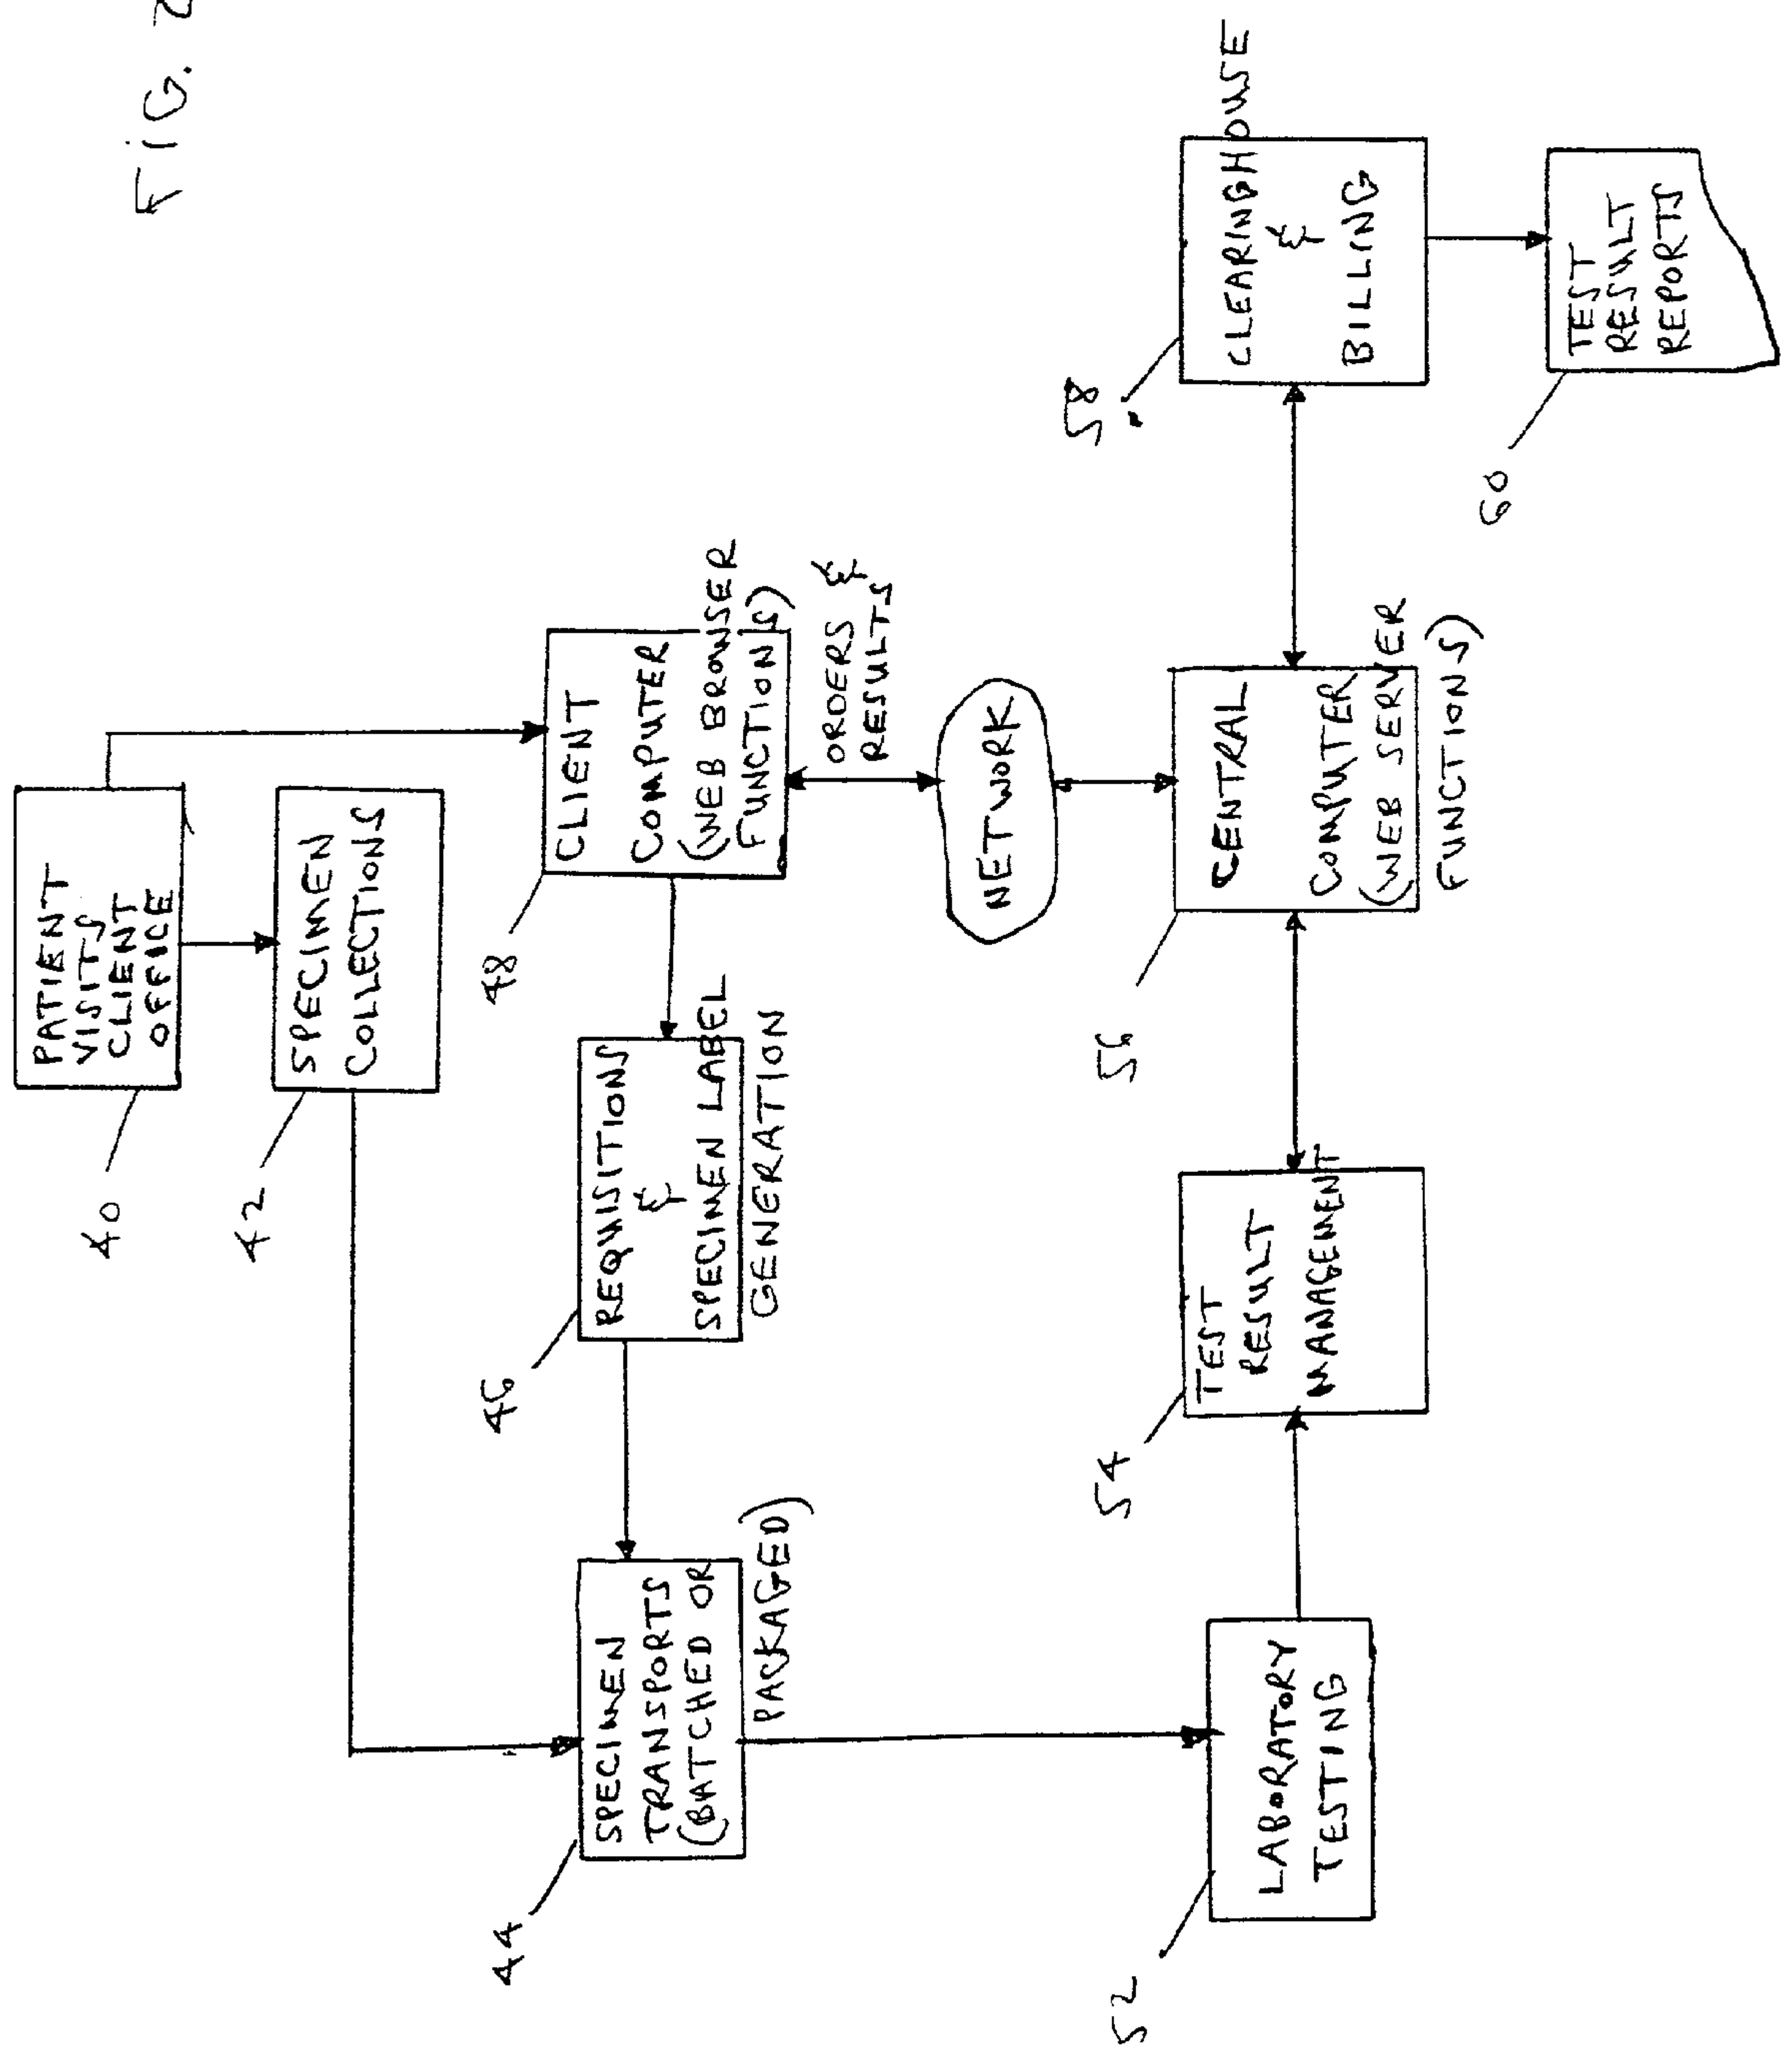 PATIENT
VISITS
CLIENT
OFFICE
40
FIG. 2
SPECIMEN
COLLECTIONS
42
44
SPECIMEN
TRANSPORTS
(BATCHED OR
PACKAGED)
46
REQUISITIONS
&
SPECIMEN LABEL
GENERATION
48
CLIENT
COMPUTER
(WEB BROWSER
FUNCTIONS)
ORDERS &
RESULTS
NETWORK
52
LABORATORY
TESTING
54
TEST
RESULT
MANAGEMENT
56
CENTRAL
COMPUTER
(WEB SERVER
FUNCTIONS)
58
CLEARINGHOUSE
&
BILLING
60
TEST
RESULT
REPORTS